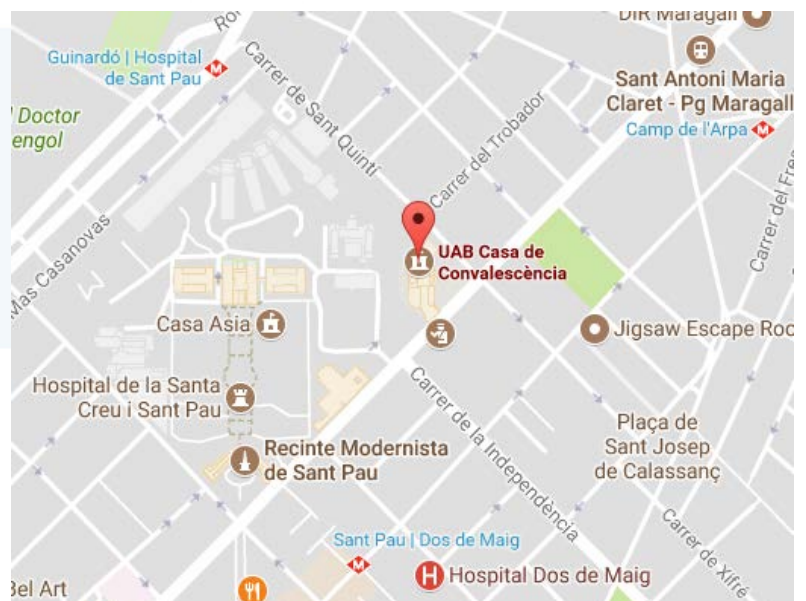 DIR Maragall
Guinardó | Hospital
de Sant Pau
M
Carrer de Sant Quintí
Sant Antoni Maria
Claret - Pg Maragall
Camp de l'Arpa
M
Doctor
engol
Carrer del Trobador
UAB Casa de
Convalescència
Mas Casanovas
Casa Asia
Jigsaw Escape Roo
Hospital de la Santa
Creu i Sant Pau
Carrer de la Independència
Plaça de
Sant Josep
de Calassanç
Recinte Modernista
de Sant Pau
Carrer de Xifré
Sant Pau | Dos de Maig
M
H
Hospital Dos de Maig
Bel Art